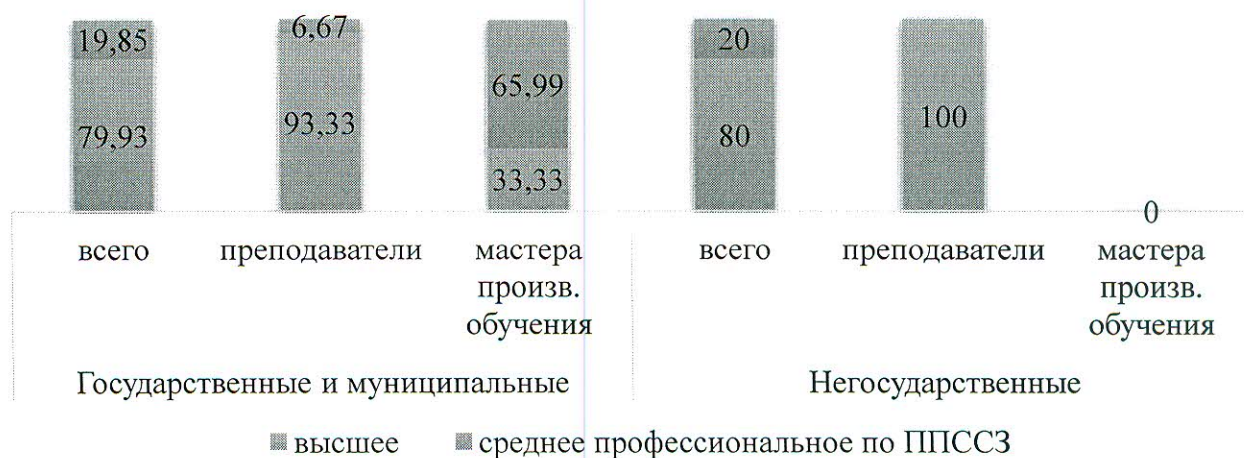 19,85 6,67 65,99 20
79,93 93,33 33,33 80 100 0
всего преподаватели мастера всего преподаватели мастера
произв. произв.
обучения обучения
Государственные и муниципальные Негосударственные
высшее среднее профессиональное по ППССЗ